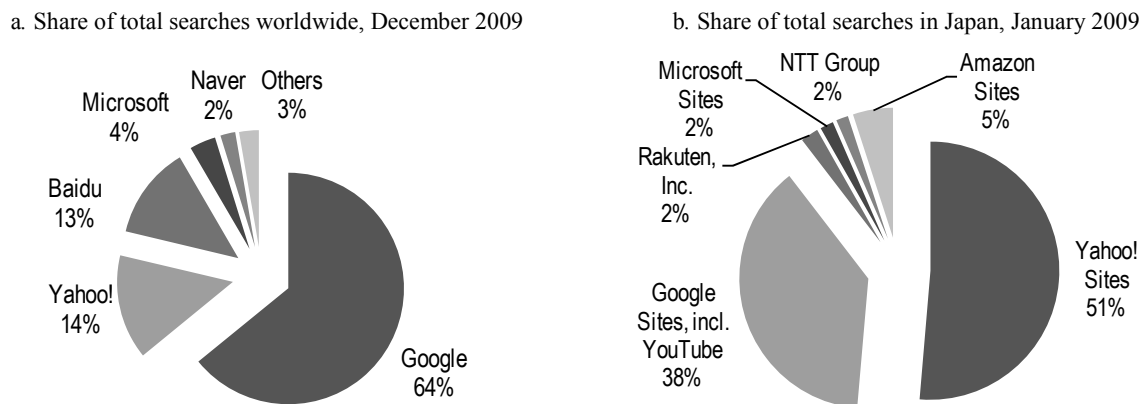 a. Share of total searches worldwide, December 2009
Naver
2%
Others
3%
Microsoft
4%
Baidu
13%
Yahoo!
14%
Google
64%
b. Share of total searches in Japan, January 2009
NTT Group
2%
Amazon
Sites
5%
Microsoft
Sites
2%
Rakuten,
Inc.
2%
Google
Sites, incl.
YouTube
38%
Yahoo!
Sites
51%